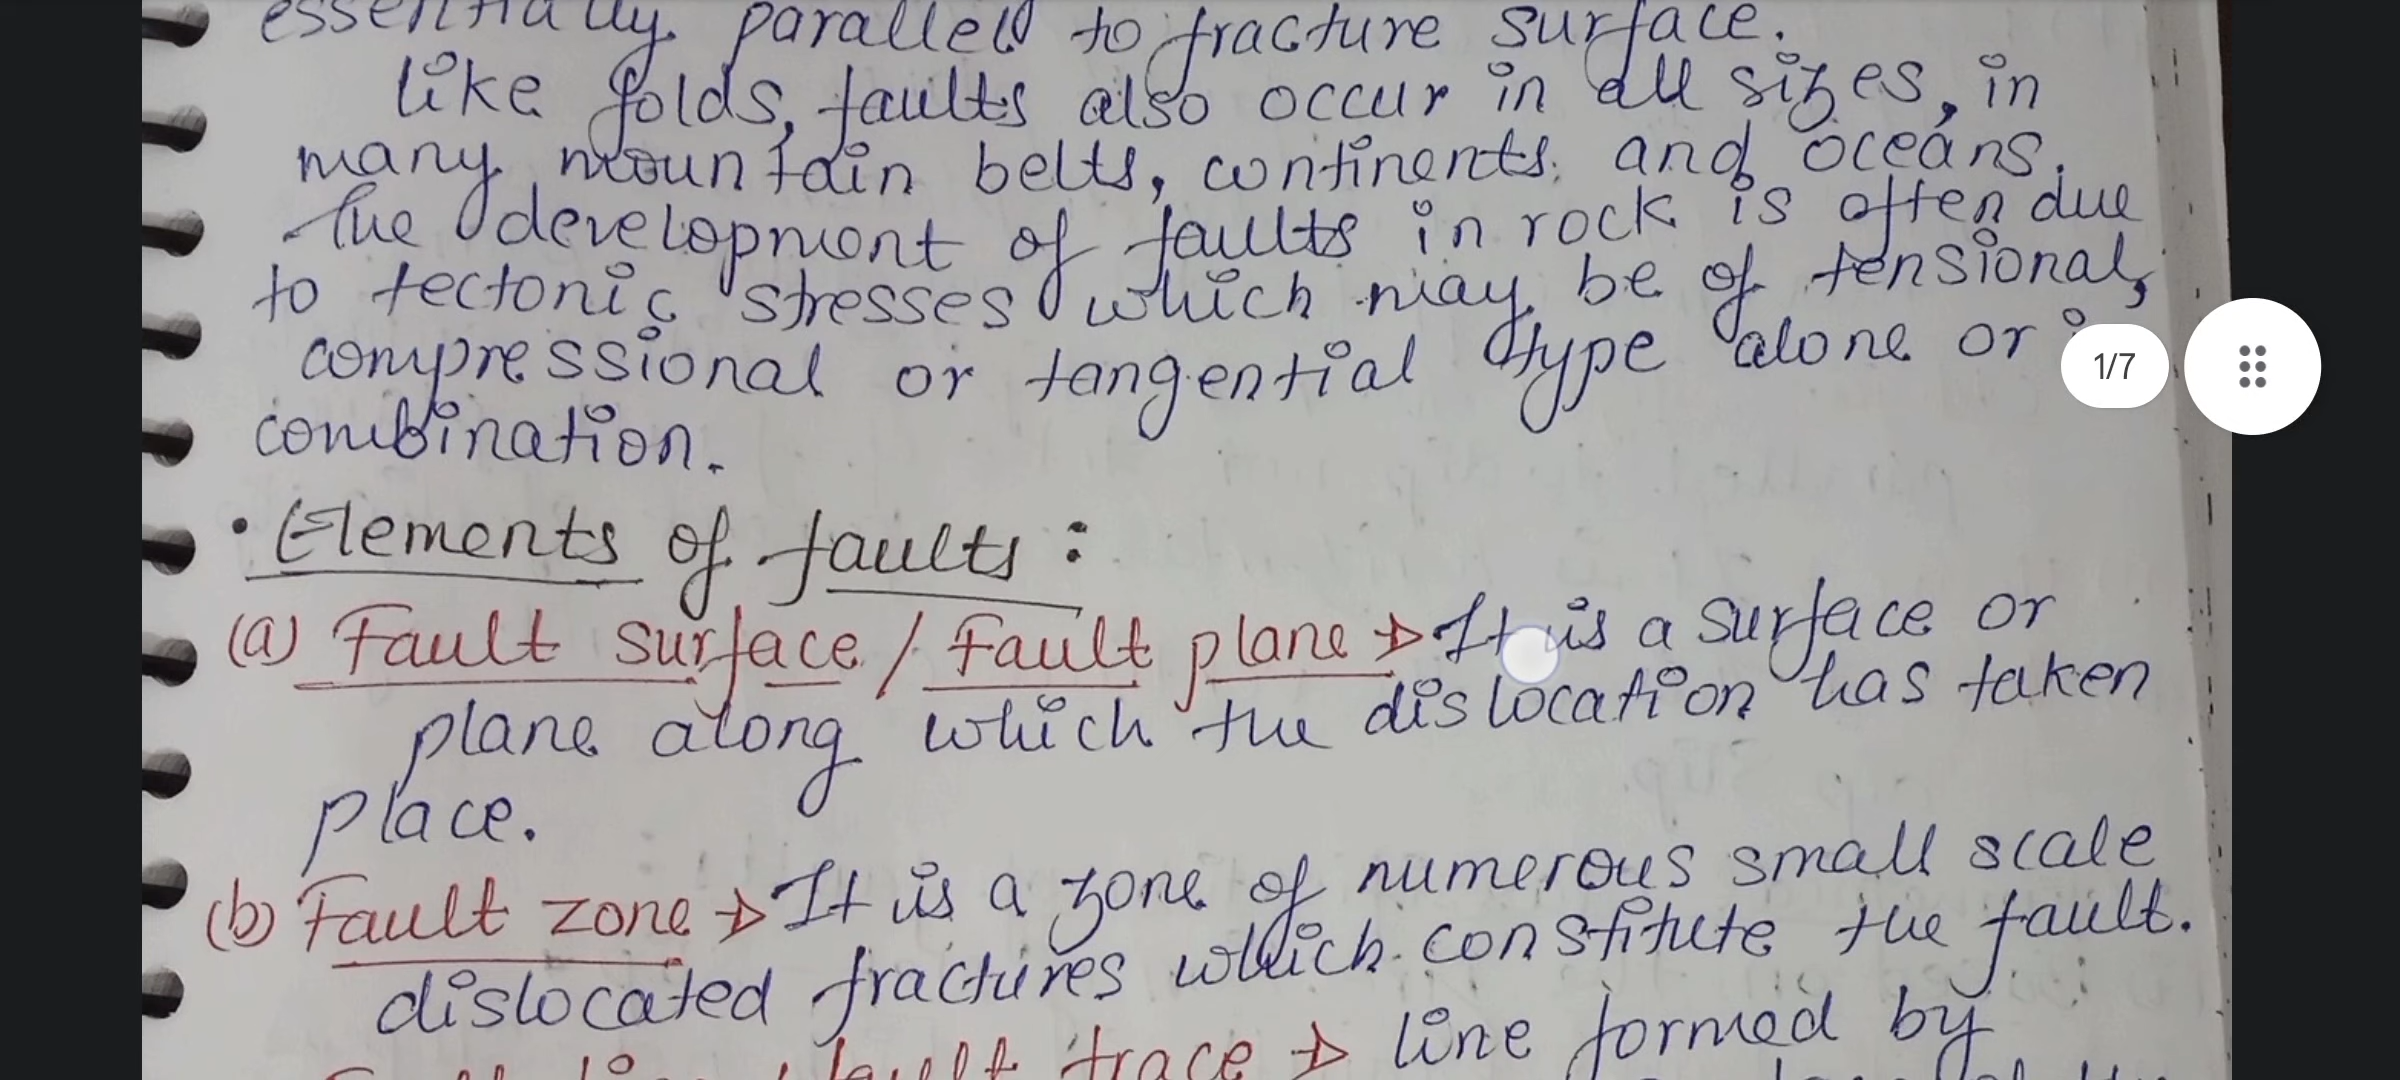 essentially parallel to fracture surface.
like folds, faults also occur in all sizes, in
many mountain belts, continents. and oceans.
The development of faults in rock is often due
to tectonic stresses which may be of tensional,
compressional or tangential type alone or
1/7
combination.
• Elements of faults :
(a) Fault surface / Fault plane → It is a surface or
plane along which the dislocation has taken
place.
(b) Fault zone → It is a zone of numerous small scale
dislocated fractures which constitute the fault.
trace → line formed by